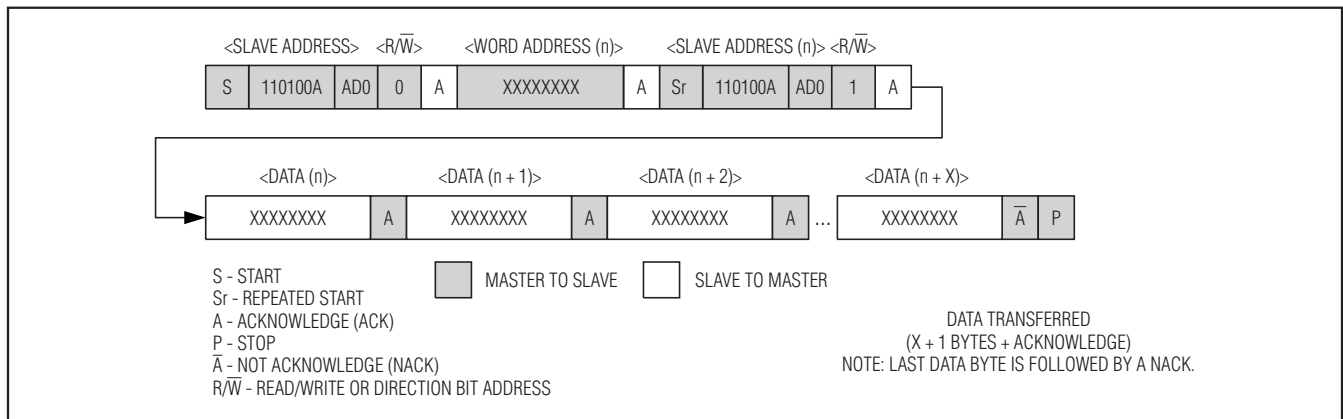 <SLAVE ADDRESS> <R/W̅> <WORD ADDRESS (n)> <SLAVE ADDRESS (n)> <R/W̅>
S 110100A AD0 0 A XXXXXXXX A Sr 110100A AD0 1 A
<DATA (n)> <DATA (n + 1)> <DATA (n + 2)> <DATA (n + X)>
XXXXXXXX A XXXXXXXX A XXXXXXXX A ... XXXXXXXX A̅ P
S - START
Sr - REPEATED START
A - ACKNOWLEDGE (ACK)
P - STOP
A̅ - NOT ACKNOWLEDGE (NACK)
R/W̅ - READ/WRITE OR DIRECTION BIT ADDRESS
MASTER TO SLAVE
SLAVE TO MASTER
DATA TRANSFERRED
(X + 1 BYTES + ACKNOWLEDGE)
NOTE: LAST DATA BYTE IS FOLLOWED BY A NACK.